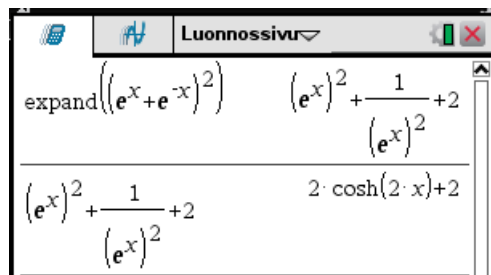 Luonnossivu
expand((e^x+e^-x)^2) (e^x)^2+1/(e^x)^2+2
(e^x)^2+1/(e^x)^2+2 2·cosh(2·x)+2